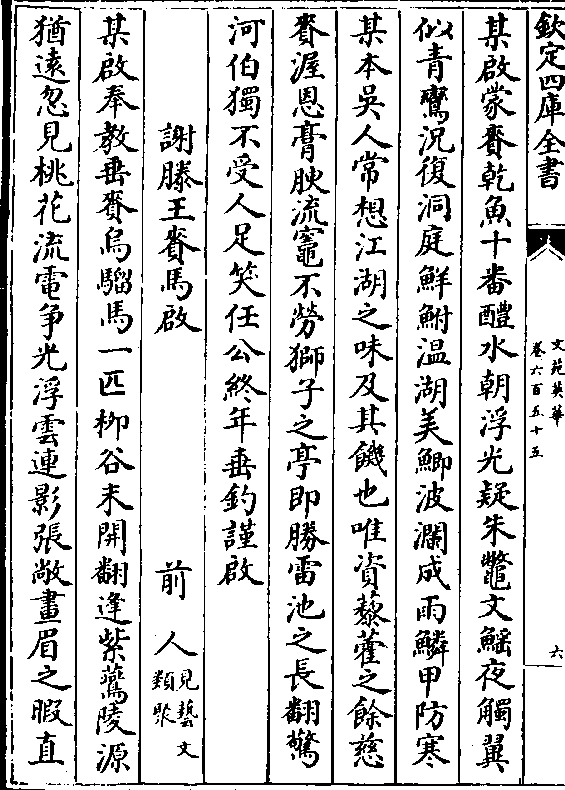 欽定四庫全書
文苑英華
卷六百五十五
六
某啟蒙賚乾魚十番醴水朝浮光疑朱鼈文鰩夜觸翼
似青鸞況復洞庭鮮鮒温湖美鯽波瀾成雨鱗甲防寒
某本吳人常想江湖之味及其饑也唯資藜藿之餘慈
賚渥恩膏腴流竈不勞獅子之亭即勝雷池之長翻驚
河伯獨不受人足笑任公終年垂釣謹啟
謝滕王賚馬啟 前人見藝文類聚
某啟奉教垂賚烏騮馬一匹柳谷未開翻逢紫鷰陵源
猶遠忽見桃花流電争光浮雲連影張敞畫眉之暇直